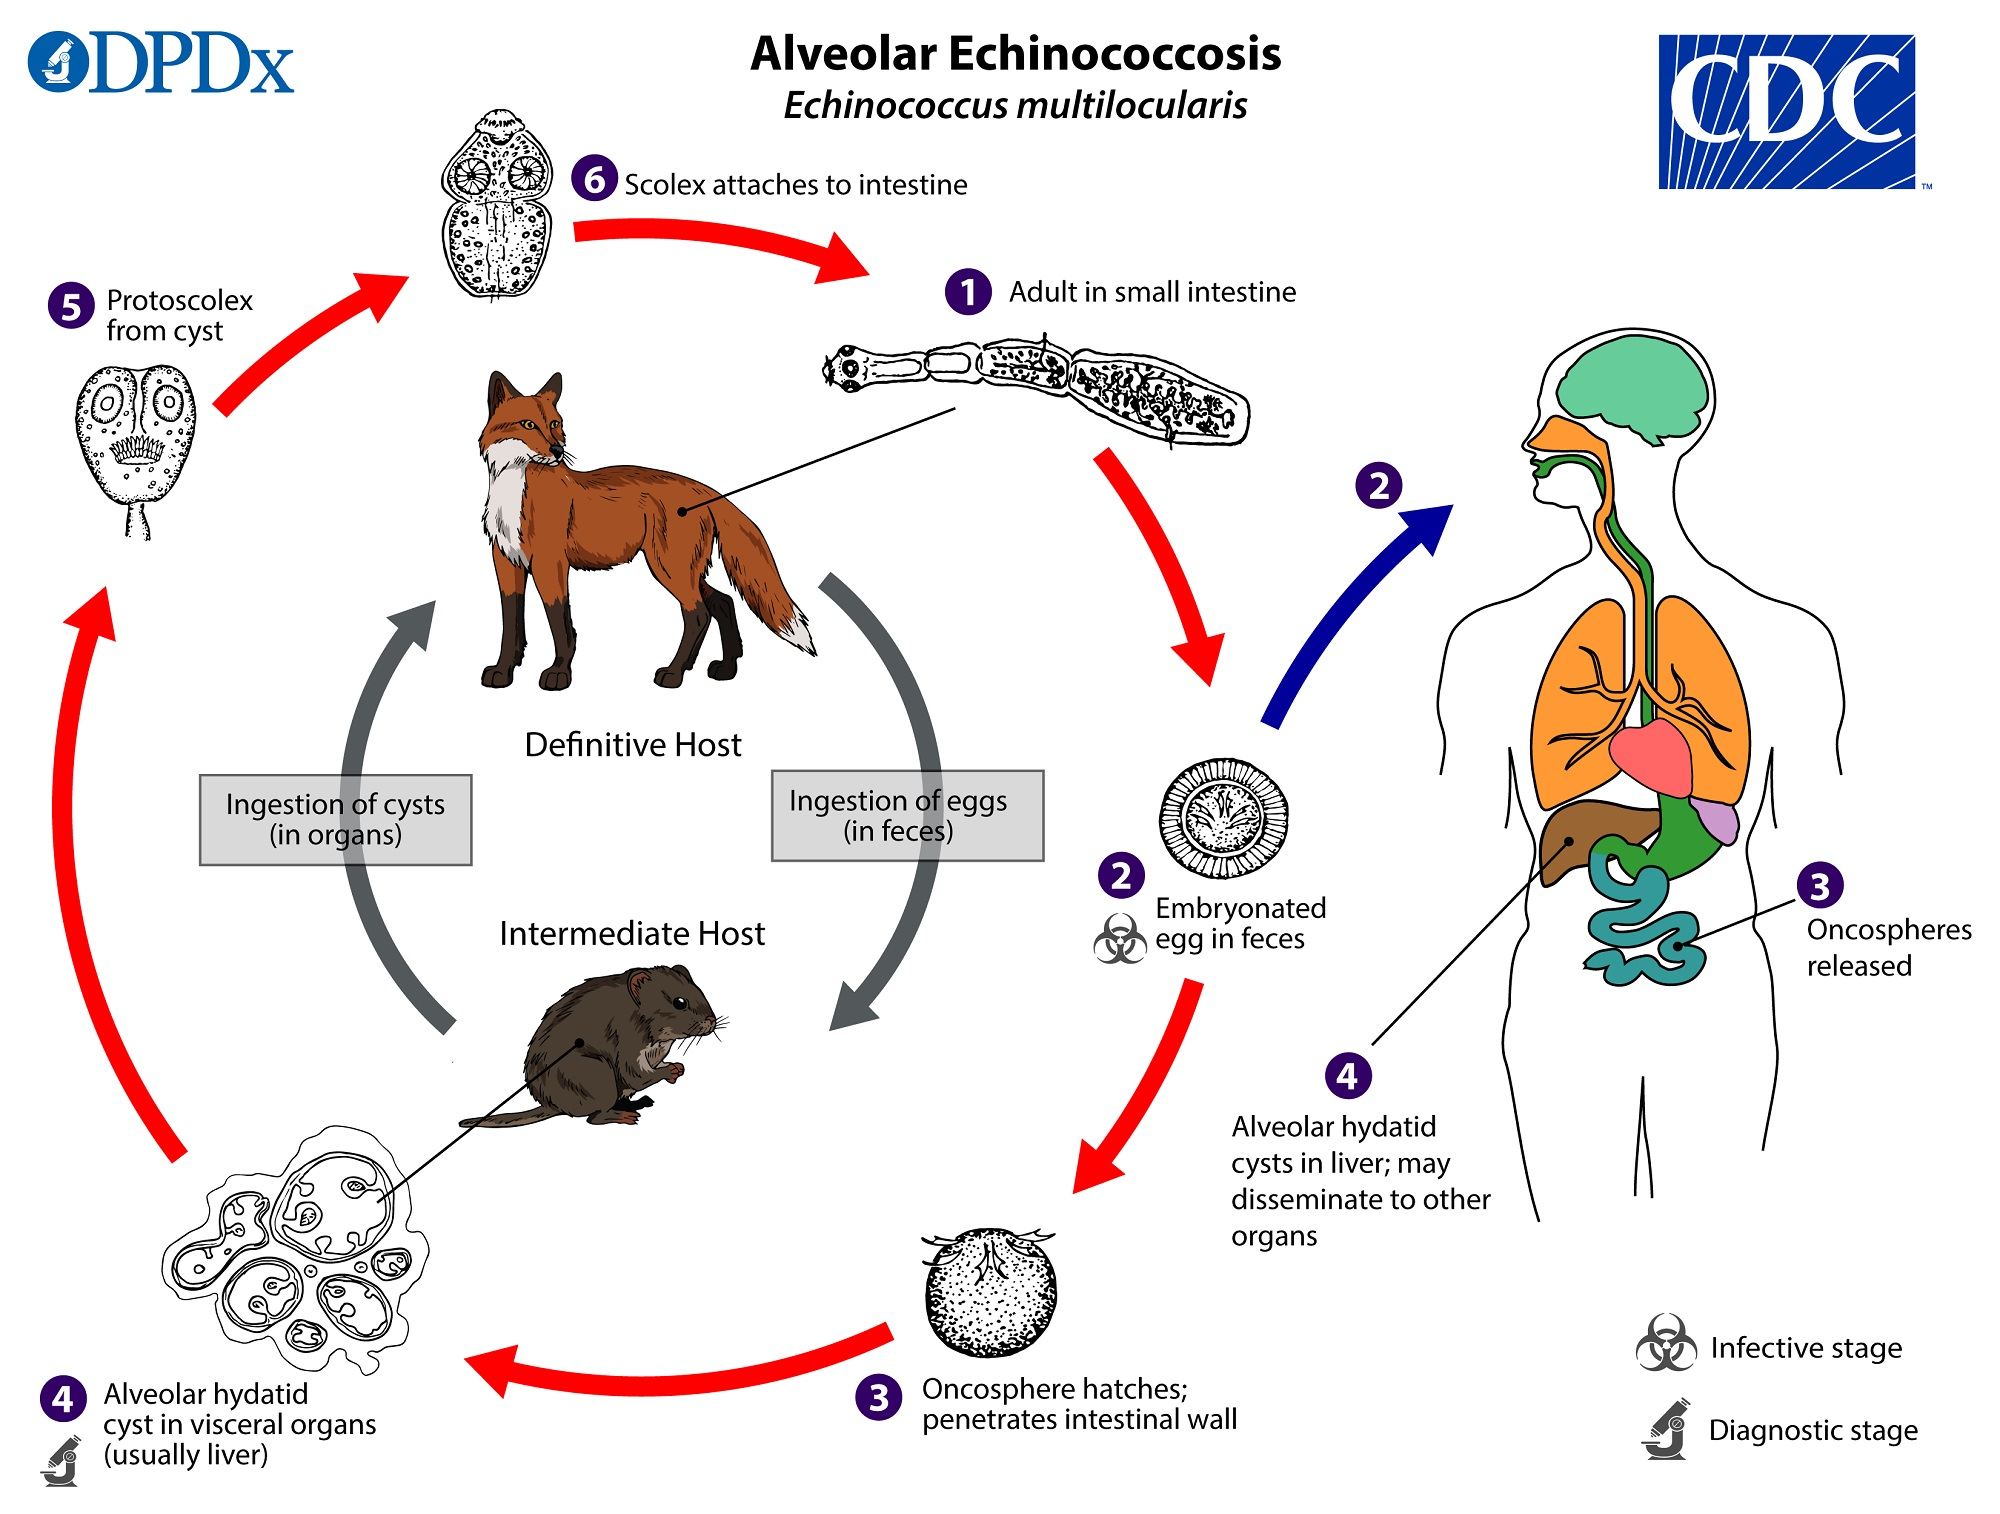 DPDx
Alveolar Echinococcosis
Echinococcus multilocularis
CDC
TM
6 Scolex attaches to intestine
1 Adult in small intestine
5 Protoscolex
from cyst
2
Definitive Host
Ingestion of cysts
(in organs)
Ingestion of eggs
(in feces)
2 Embryonated
egg in feces
3
Oncospheres
released
Intermediate Host
4
Alveolar hydatid
cysts in liver; may
disseminate to other
organs
3 Oncosphere hatches;
penetrates intestinal wall
4 Alveolar hydatid
cyst in visceral organs
(usually liver)
Infective stage
Diagnostic stage